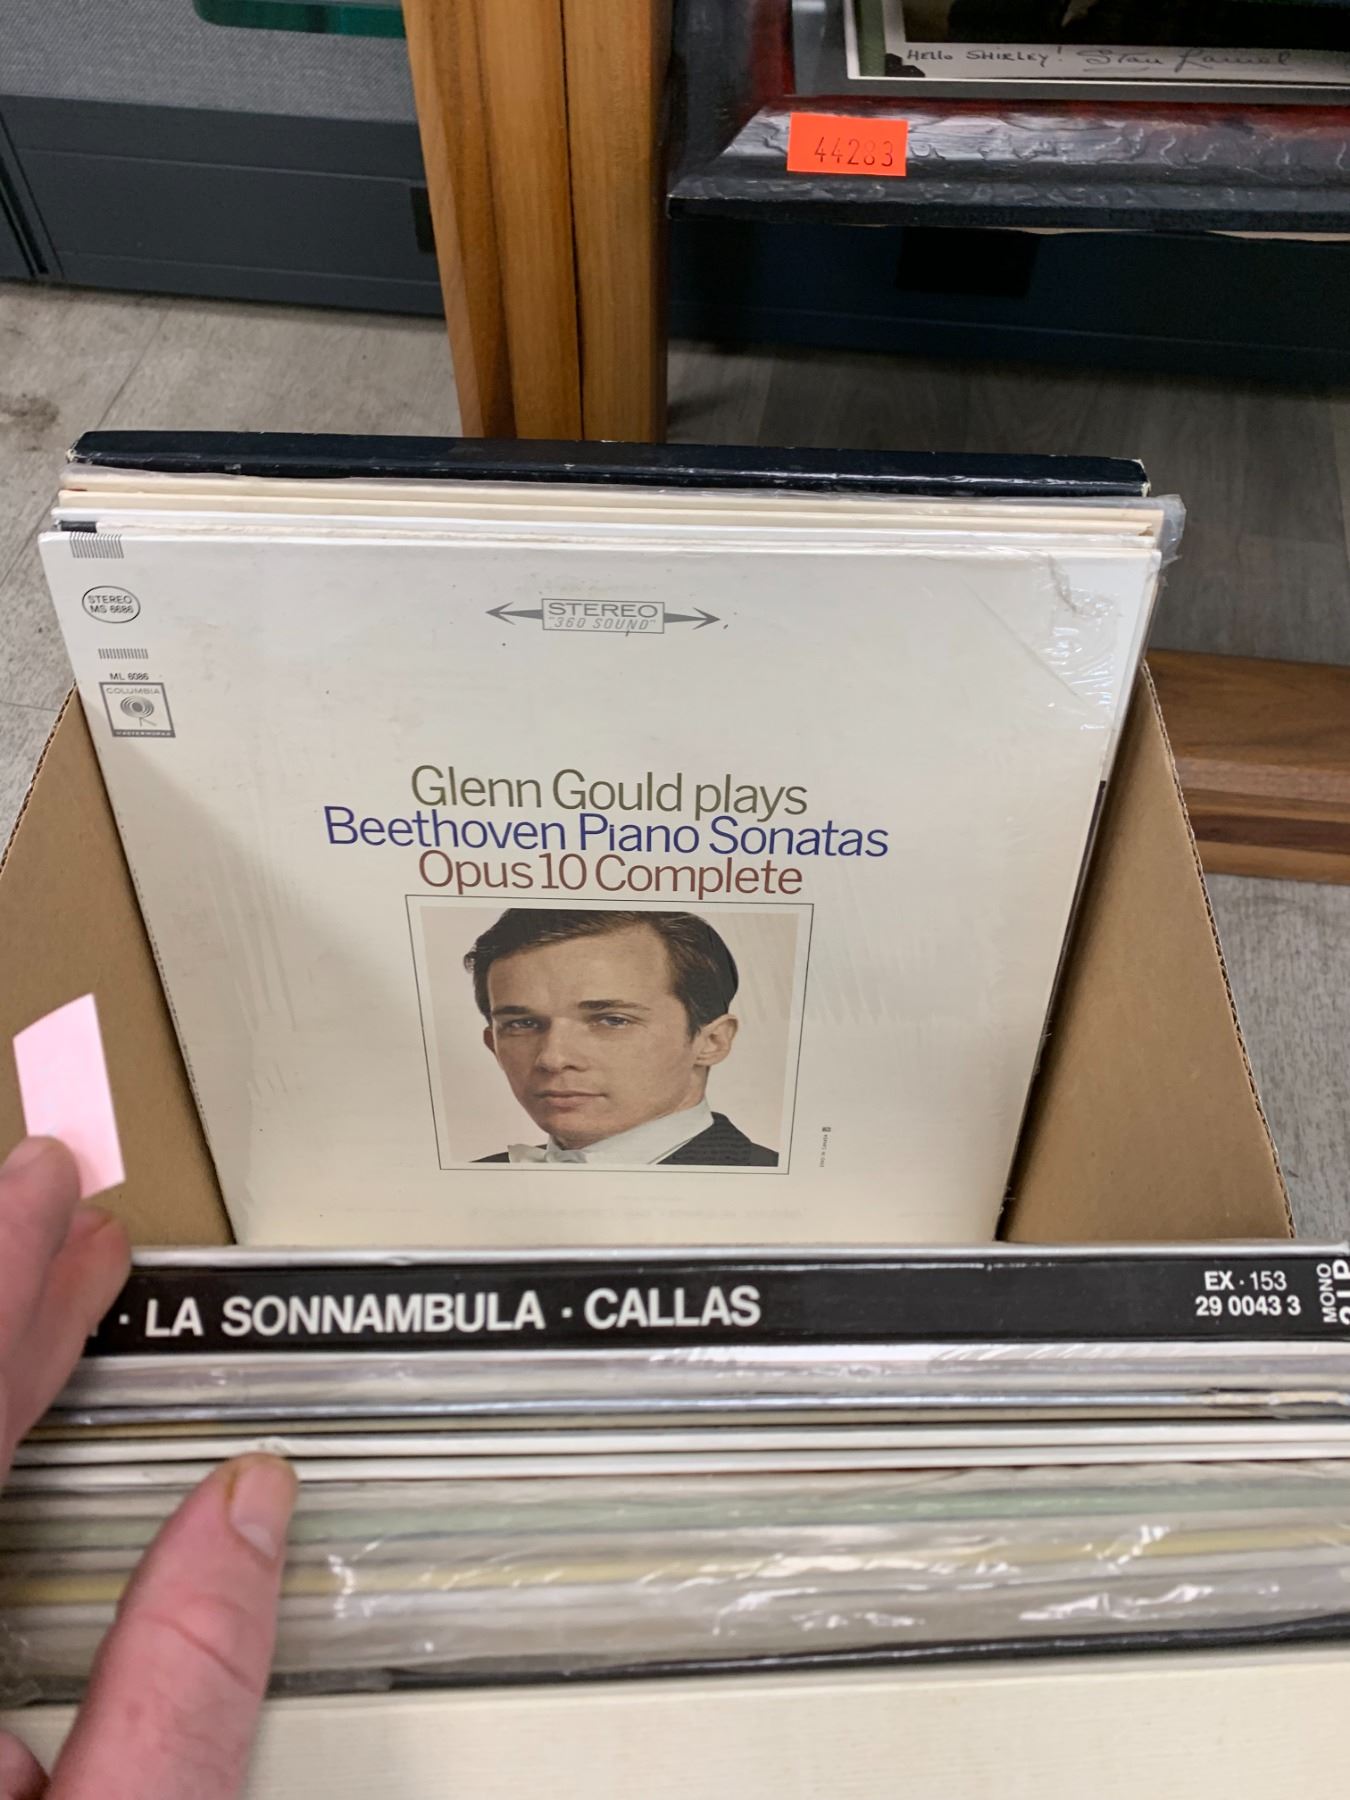 HELLO SHIRLEY!
44283
STEREO
MS 6686
ML 6086
COLUMBIA
MASTERWORKS
STEREO
"360 SOUND"
Glenn Gould plays
Beethoven Piano Sonatas
Opus 10 Complete
· LA SONNAMBULA · CALLAS
EX · 153
29 0043 3
MONO